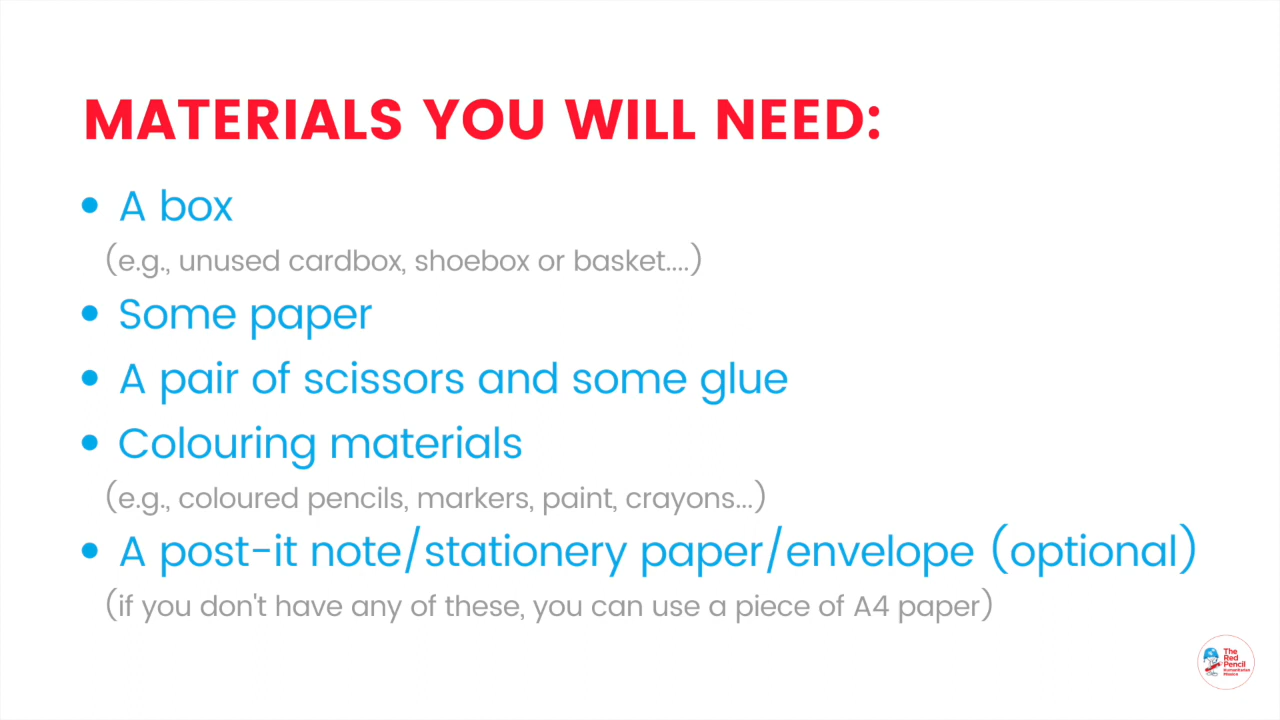 MATERIALS YOU WILL NEED:
• A box
(e.g., unused cardbox, shoebox or basket....)
• Some paper
• A pair of scissors and some glue
• Colouring materials
(e.g., coloured pencils, markers, paint, crayons...)
• A post-it note/stationery paper/envelope (optional)
(if you don't have any of these, you can use a piece of A4 paper)
The
Red
Pencil
Humanitarian
Mission